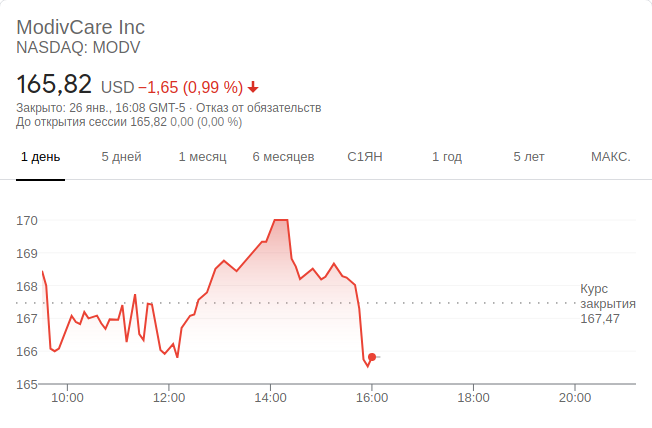 ModivCare Inc
NASDAQ: MODV
165,82 USD −1,65 (0,99 %)
Закрыто: 26 янв., 16:08 GMT-5 · Отказ от обязательств
До открытия сессии 165,82 0,00 (0,00 %)
1 день 5 дней 1 месяц 6 месяцев С1ЯН 1 год 5 лет МАКС.
170
169
168
167
166
165
Курс
закрытия
167,47
10:00 12:00 14:00 16:00 18:00 20:00